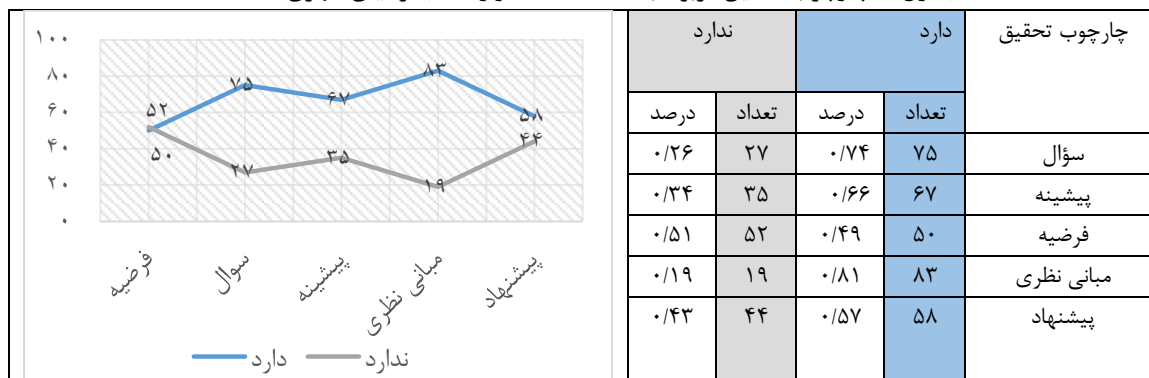 چارچوب تحقیق دارد ندارد
تعداد درصد تعداد درصد
سؤال ۷۵ ۰/۷۴ ۲۷ ۰/۲۶
پیشینه ۶۷ ۰/۶۶ ۳۵ ۰/۳۴
فرضیه ۵۰ ۰/۴۹ ۵۲ ۰/۵۱
مبانی نظری ۸۳ ۰/۸۱ ۱۹ ۰/۱۹
پیشنهاد ۵۸ ۰/۵۷ ۴۴ ۰/۴۳
۱۰۰
۸۰
۶۰
۴۰
۲۰
۰
۵۰ ۷۵ ۶۷ ۸۳ ۵۸
۵۲ ۲۷ ۳۵ ۱۹ ۴۴
فرضیه سوال پیشینه مبانی نظری پیشنهاد
ندارد دارد